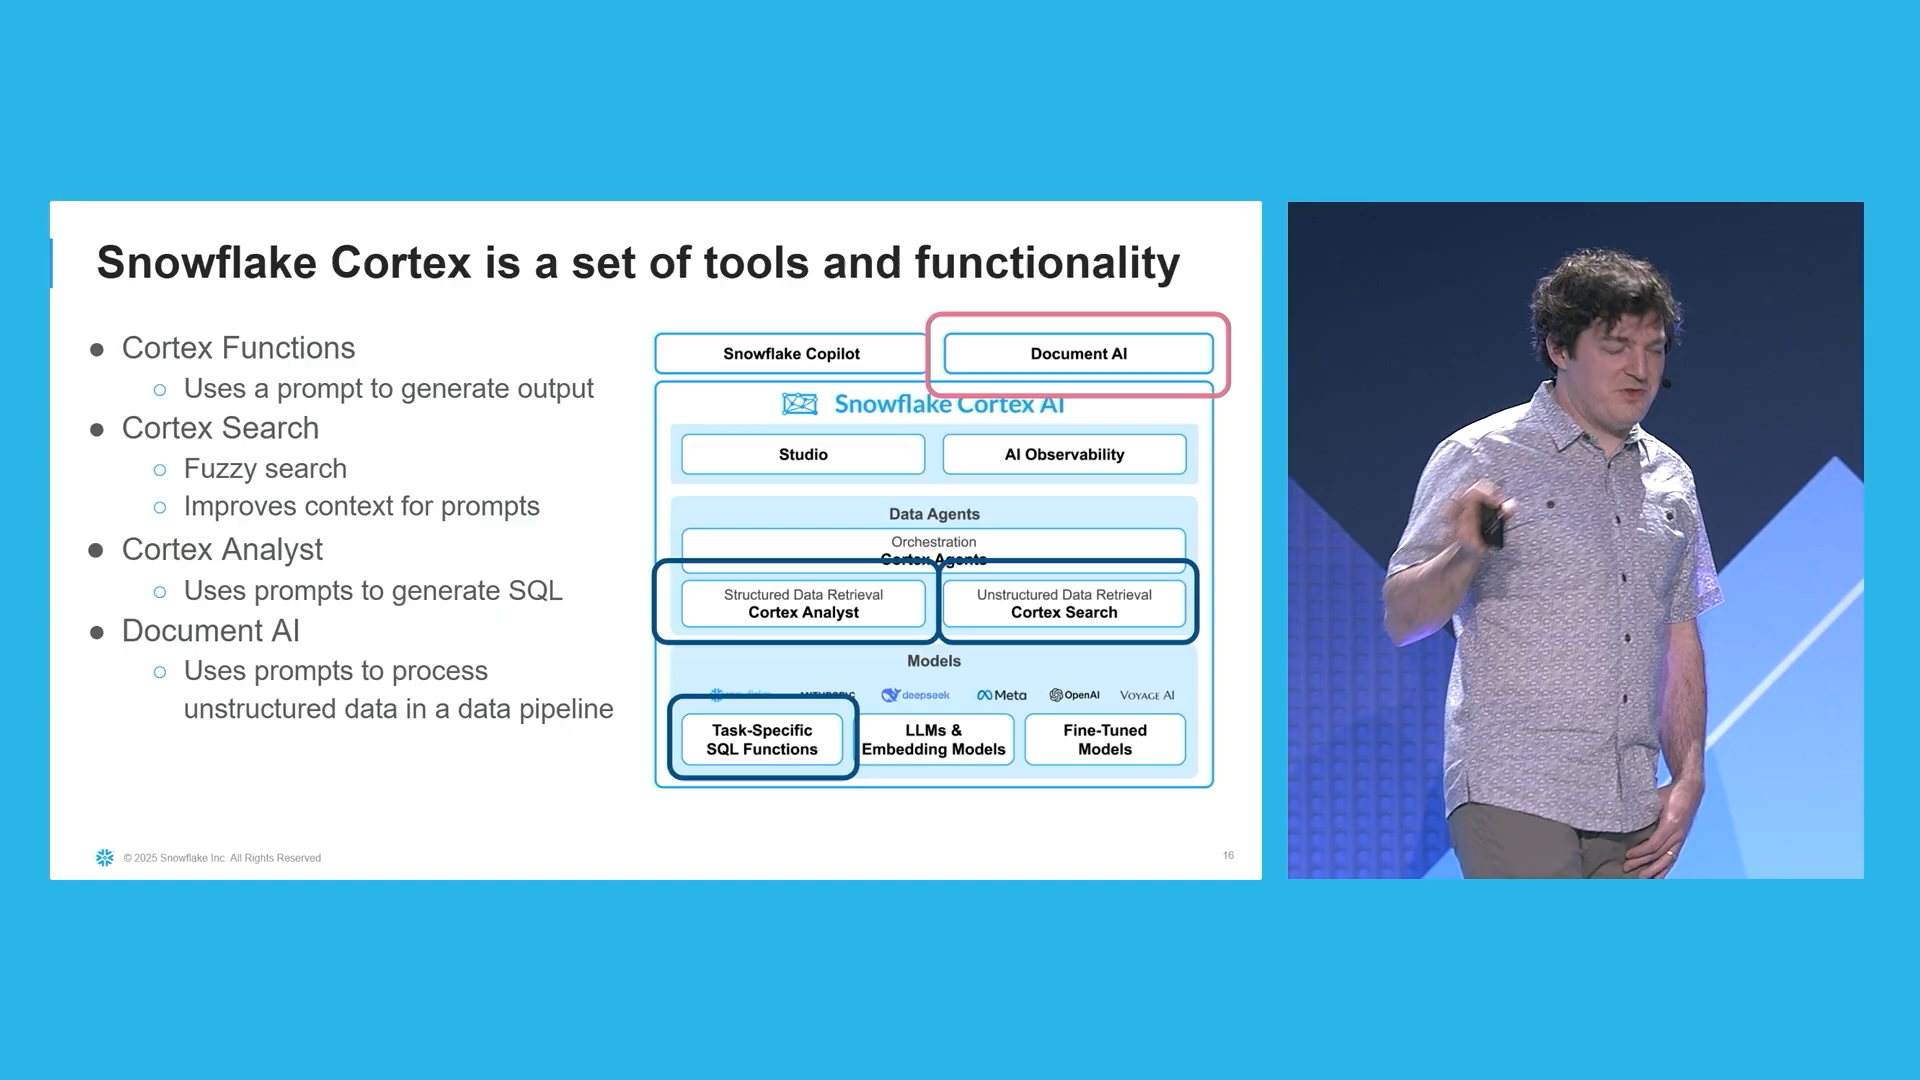 Snowflake Cortex is a set of tools and functionality
● Cortex Functions
○ Uses a prompt to generate output
● Cortex Search
○ Fuzzy search
○ Improves context for prompts
● Cortex Analyst
○ Uses prompts to generate SQL
● Document AI
○ Uses prompts to process
unstructured data in a data pipeline
Snowflake Copilot
Document AI
Snowflake Cortex AI
Studio
AI Observability
Data Agents
Orchestration
Cortex Agents
Structured Data Retrieval
Cortex Analyst
Unstructured Data Retrieval
Cortex Search
Models
snowflake
ANTHROPIC
deepseek
Meta
OpenAI
VOYAGE AI
Task-Specific
SQL Functions
LLMs &
Embedding Models
Fine-Tuned
Models
© 2025 Snowflake Inc. All Rights Reserved
16